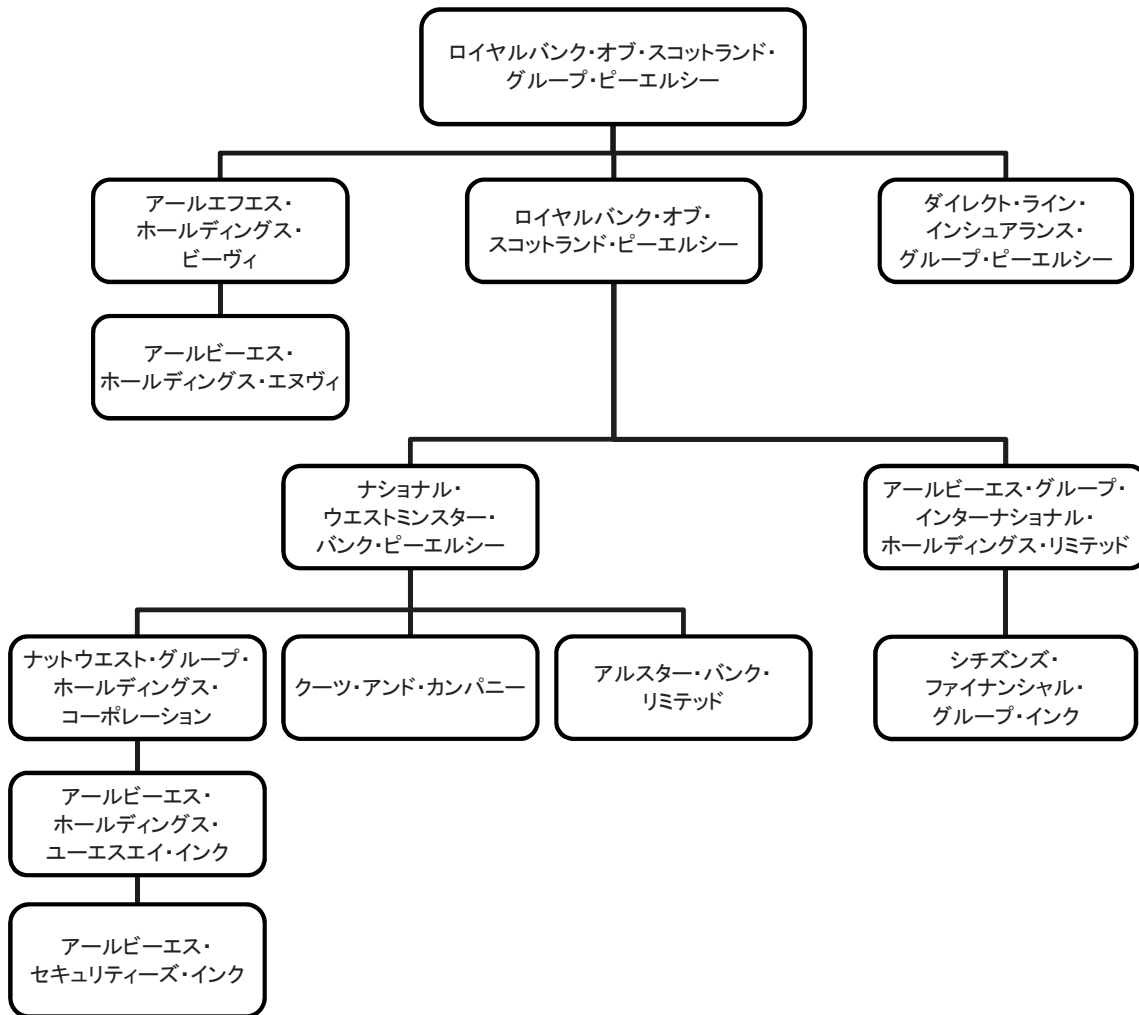 ロイヤルバンク・オブ・スコットランド・
グループ・ピーエルシー
アールエフエス・
ホールディングス・
ビーヴィ
ロイヤルバンク・オブ・
スコットランド・ピーエルシー
ダイレクト・ライン・
インシュアランス・
グループ・ピーエルシー
アールビーエス・
ホールディングス・エヌヴィ
ナショナル・
ウエストミンスター・
バンク・ピーエルシー
アールビーエス・グループ・
インターナショナル・
ホールディングス・リミテッド
ナットウエスト・グループ・
ホールディングス・
コーポレーション
クーツ・アンド・カンパニー
アルスター・バンク・
リミテッド
シチズンズ・
ファイナンシャル・
グループ・インク
アールビーエス・
ホールディングス・
ユーエスエイ・インク
アールビーエス・
セキュリティーズ・インク